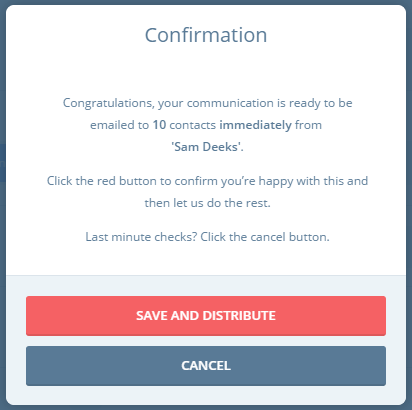 Confirmation
Congratulations, your communication is ready to be
emailed to 10 contacts immediately from
'Sam Deeks'.
Click the red button to confirm you're happy with this and
then let us do the rest.
Last minute checks? Click the cancel button.
SAVE AND DISTRIBUTE
CANCEL